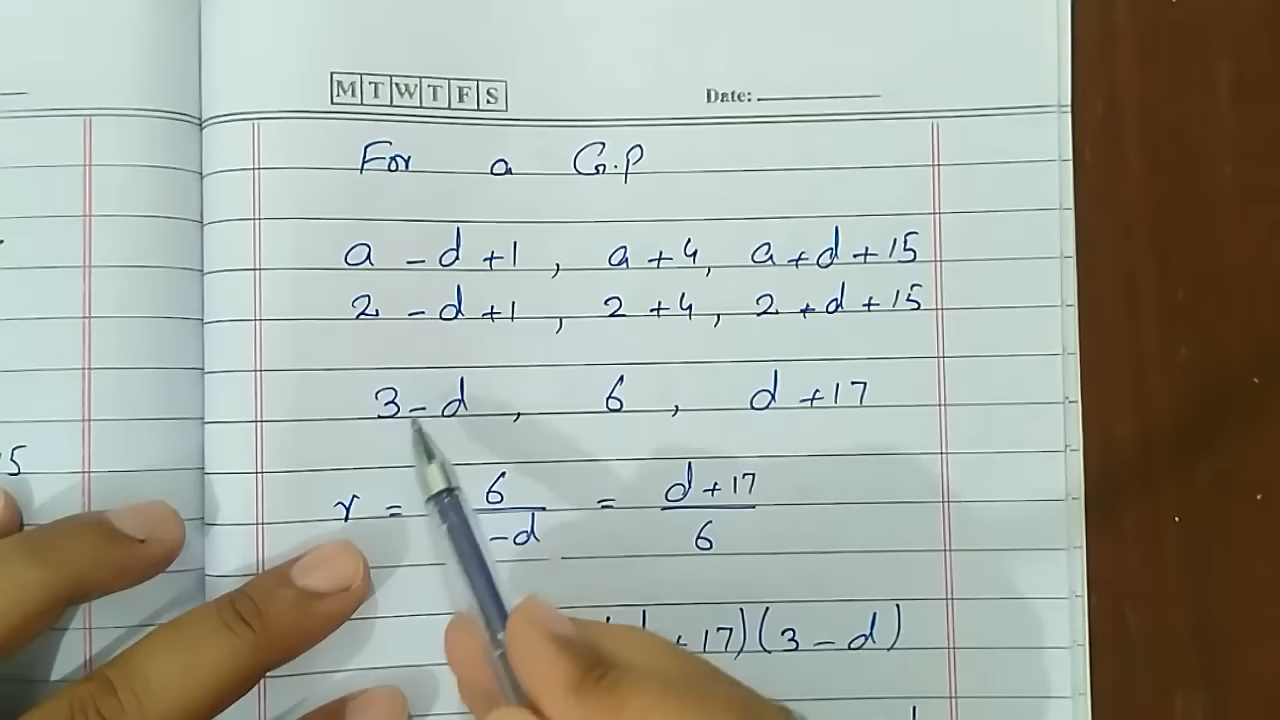 M T W T F S Date:
For a G.P
a - d + 1 , a + 4, a + d + 15
2 - d + 1 , 2 + 4 , 2 + d + 15
3 - d , 6 , d + 17
5
r = 6/-d = d + 17/6
+ 17)(3 - d)